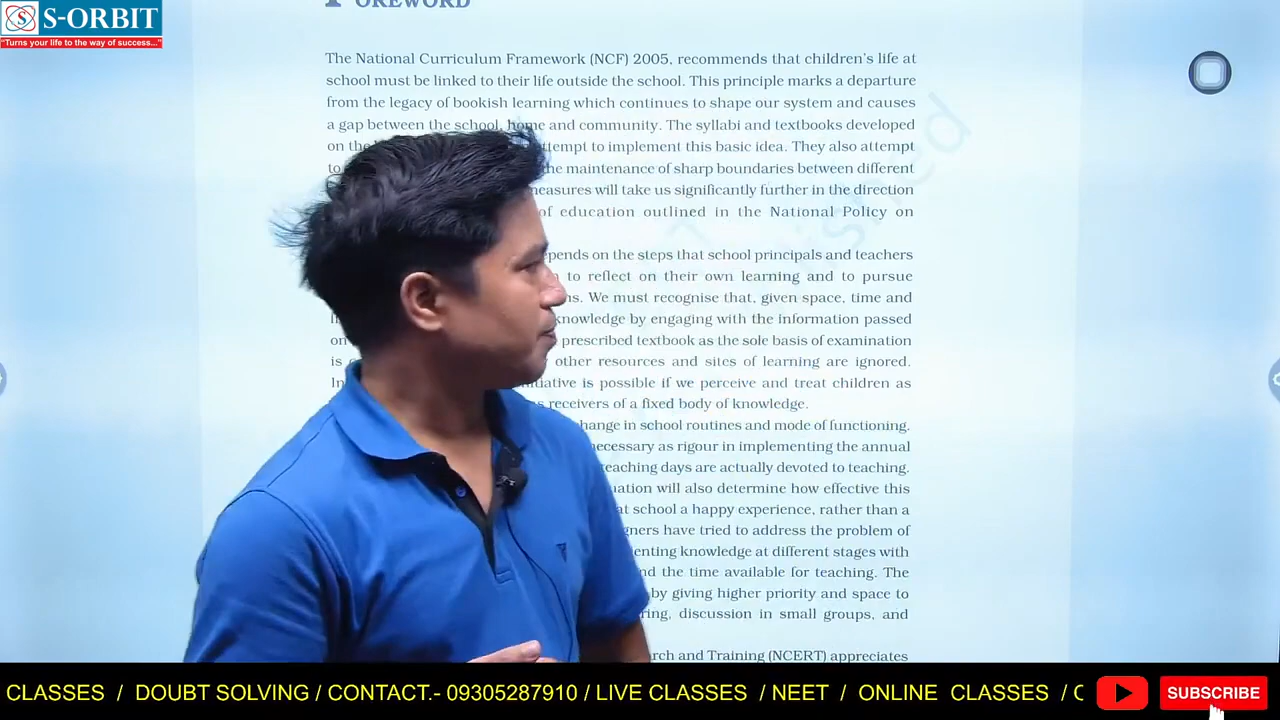 S-ORBIT
"Turns your life to the way of success..."
FOREWORD
The National Curriculum Framework (NCF) 2005, recommends that children's life at
school must be linked to their life outside the school. This principle marks a departure
from the legacy of bookish learning which continues to shape our system and causes
a gap between the school, home and community. The syllabi and textbooks developed
on the attempt to implement this basic idea. They also attempt
to the maintenance of sharp boundaries between different
measures will take us significantly further in the direction
of education outlined in the National Policy on
depends on the steps that school principals and teachers
to reflect on their own learning and to pursue
We must recognise that, given space, time and
knowledge by engaging with the information passed
on prescribed textbook as the sole basis of examination
is other resources and sites of learning are ignored.
initiative is possible if we perceive and treat children as
as receivers of a fixed body of knowledge.
change in school routines and mode of functioning.
necessary as rigour in implementing the annual
teaching days are actually devoted to teaching.
will also determine how effective this
at school a happy experience, rather than a
have tried to address the problem of
knowledge at different stages with
and the time available for teaching. The
by giving higher priority and space to
discussion in small groups, and
and Training (NCERT) appreciates
CLASSES / DOUBT SOLVING / CONTACT.- 09305287910 / LIVE CLASSES / NEET / ONLINE CLASSES /
SUBSCRIBE